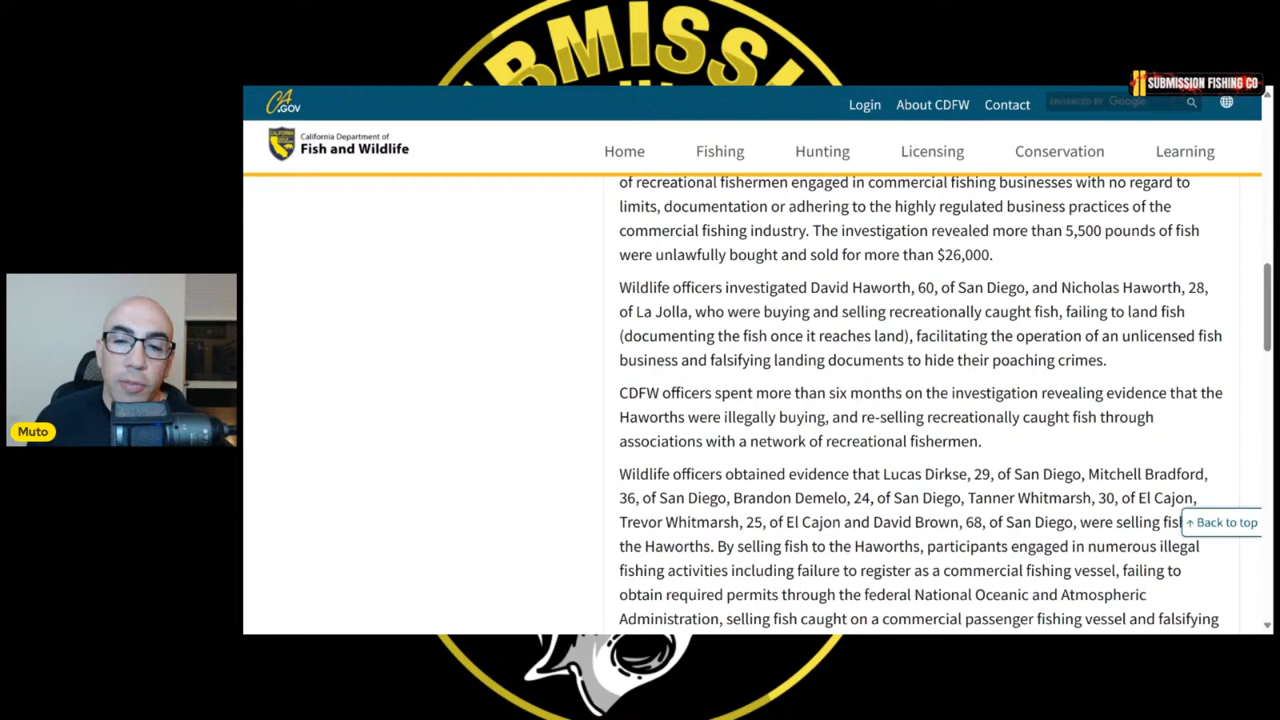 SUBMISSI
SUBMISSION FISHING CO
CA
.GOV
Login About CDFW Contact
ENHANCED BY Google
California Department of
Fish and Wildlife
Home Fishing Hunting Licensing Conservation Learning
of recreational fishermen engaged in commercial fishing businesses with no regard to
limits, documentation or adhering to the highly regulated business practices of the
commercial fishing industry. The investigation revealed more than 5,500 pounds of fish
were unlawfully bought and sold for more than $26,000.
Wildlife officers investigated David Haworth, 60, of San Diego, and Nicholas Haworth, 28,
of La Jolla, who were buying and selling recreationally caught fish, failing to land fish
(documenting the fish once it reaches land), facilitating the operation of an unlicensed fish
business and falsifying landing documents to hide their poaching crimes.
CDFW officers spent more than six months on the investigation revealing evidence that the
Haworths were illegally buying, and re-selling recreationally caught fish through
associations with a network of recreational fishermen.
Wildlife officers obtained evidence that Lucas Dirkse, 29, of San Diego, Mitchell Bradford,
36, of San Diego, Brandon Demelo, 24, of San Diego, Tanner Whitmarsh, 30, of El Cajon,
Trevor Whitmarsh, 25, of El Cajon and David Brown, 68, of San Diego, were selling fis
↑ Back to top
the Haworths. By selling fish to the Haworths, participants engaged in numerous illegal
fishing activities including failure to register as a commercial fishing vessel, failing to
obtain required permits through the federal National Oceanic and Atmospheric
Administration, selling fish caught on a commercial passenger fishing vessel and falsifying
Muto